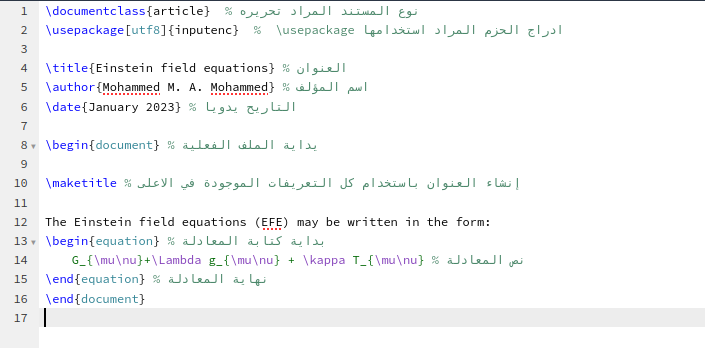 1 \documentclass{article} % نوع المستند المراد تحريره
2 \usepackage[utf8]{inputenc} % \usepackage ادراج الحزم المراد استخدامها
3
4 \title{Einstein field equations} % العنوان
5 \author{Mohammed M. A. Mohammed} % اسم المؤلف
6 \date{January 2023} % التاريح يدويا
7
8 \begin{document} % بداية الملف الفعلية
9
10 \maketitle % إنشاء العنوان باستخدام كل التعريفات الموجودة في الاعلى
11
12 The Einstein field equations (EFE) may be written in the form:
13 \begin{equation} % بداية كتابة المعادلة
14 G_{\mu\nu}+\Lambda g_{\mu\nu} + \kappa T_{\mu\nu} % نص المعادلة
15 \end{equation} % نهاية المعادلة
16 \end{document}
17